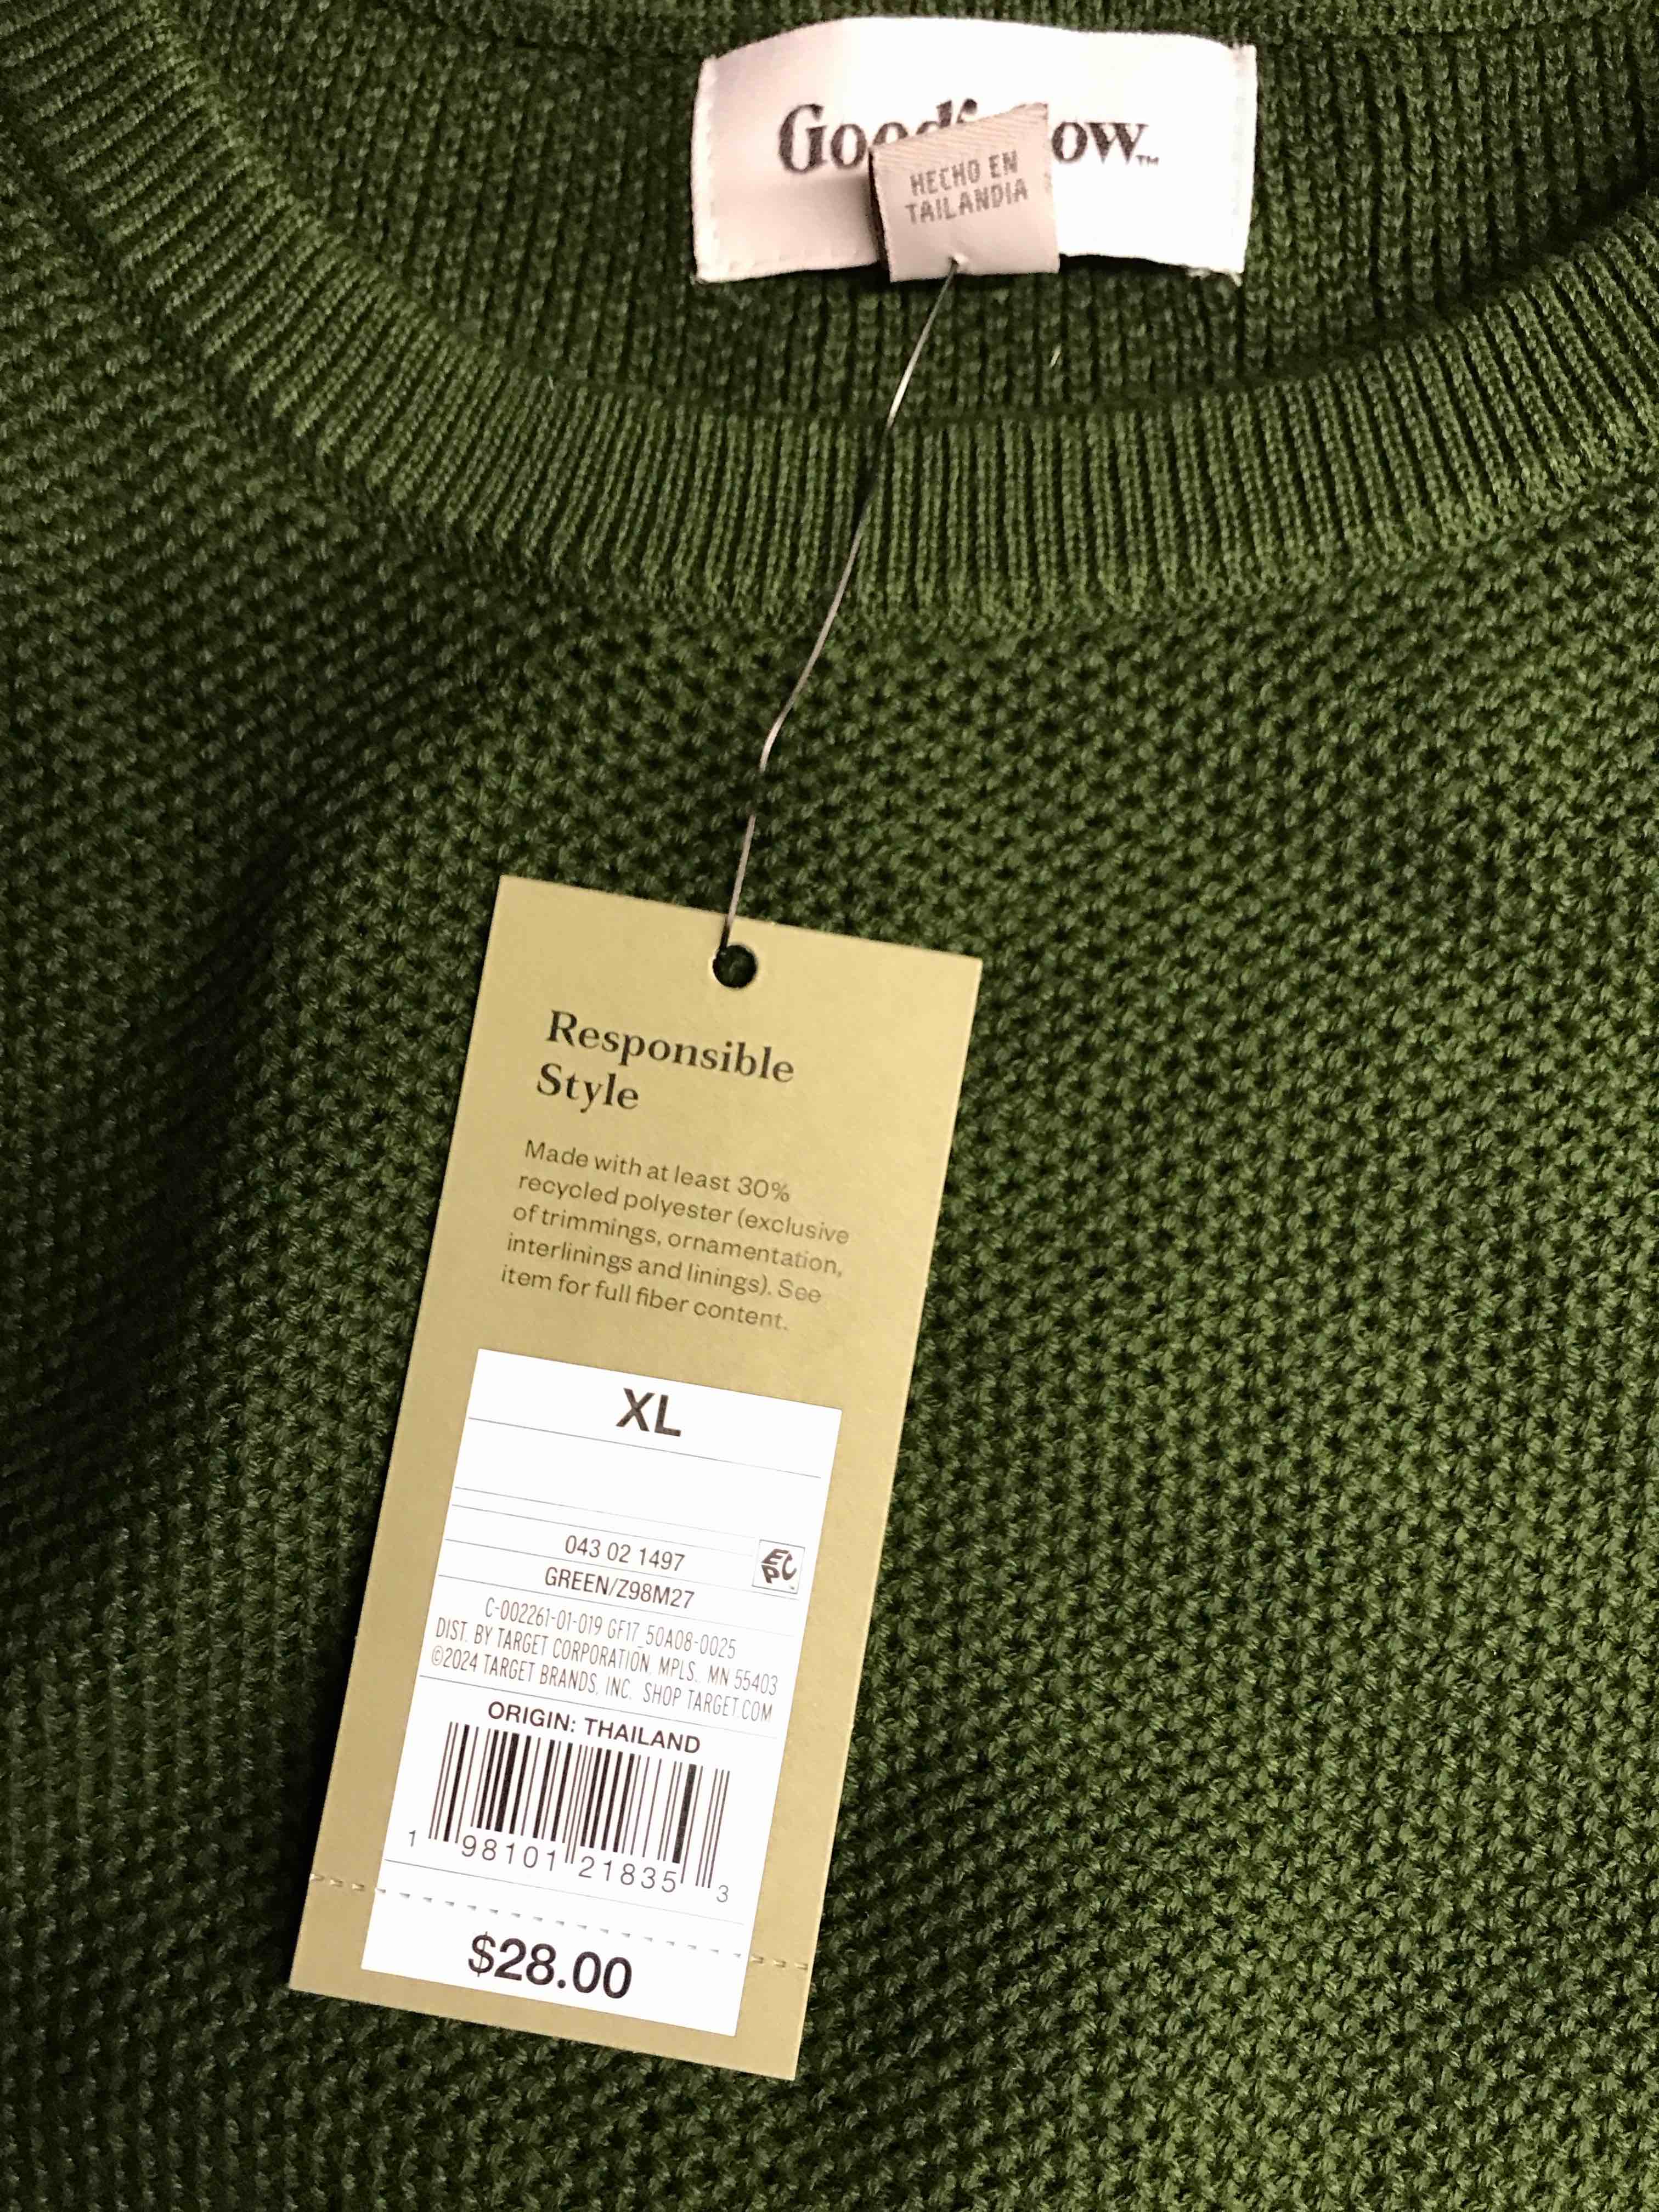 HECHO EN
TAILANDIA
Responsible
Style
Made with at least 30%
recycled polyester (exclusive
of trimmings, ornamentation,
interlinings and linings). See
item for full fiber content.
XL
043 02 1497
EPC
GREEN/Z98M27
C-002261-01-019 GF17_50A08-0025
DIST. BY TARGET CORPORATION, MPLS., MN 55403
©2024 TARGET BRANDS, INC. SHOP TARGET.COM
ORIGIN: THAILAND
1 98101 21835 3
$28.00